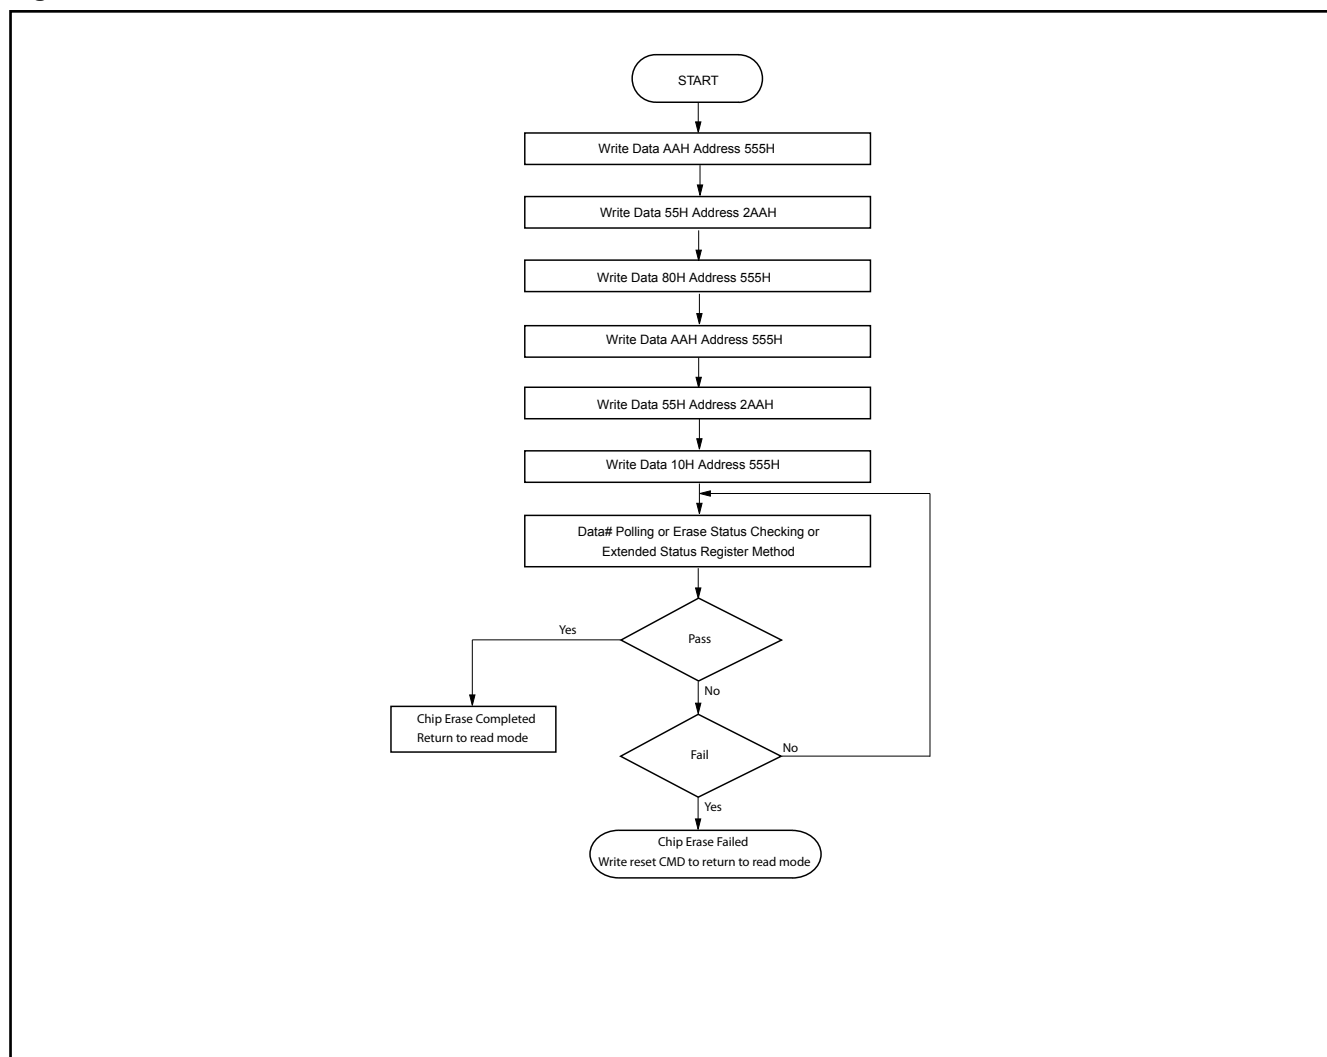 START
Write Data AAH Address 555H
Write Data 55H Address 2AAH
Write Data 80H Address 555H
Write Data AAH Address 555H
Write Data 55H Address 2AAH
Write Data 10H Address 555H
Data# Polling or Erase Status Checking or
Extended Status Register Method
Yes
Pass
No
Chip Erase Completed
Return to read mode
Fail
No
Yes
Chip Erase Failed
Write reset CMD to return to read mode